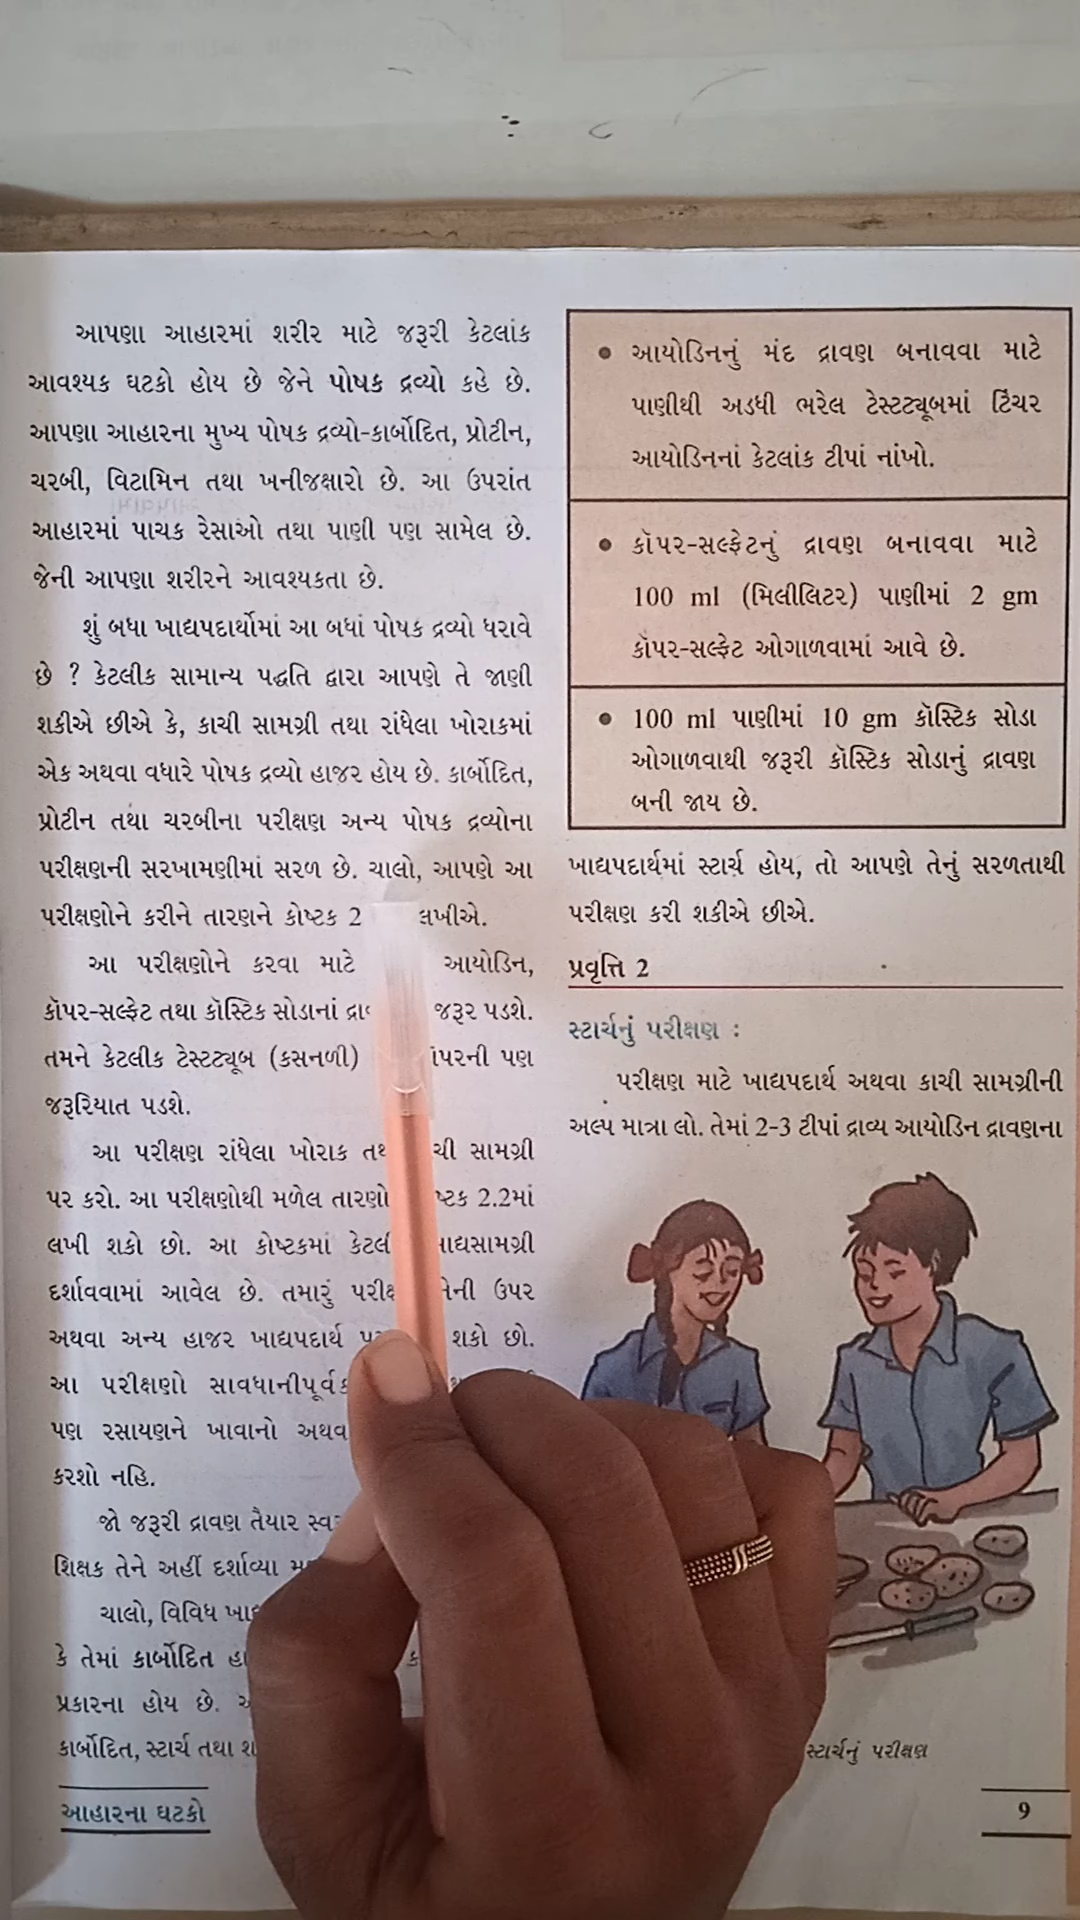 આપણા આહારમાં શરીર માટે જરૂરી કેટલાંક
આવશ્યક ઘટકો હોય છે જેને પોષક દ્રવ્યો કહે છે.
આપણા આહારના મુખ્ય પોષક દ્રવ્યો-કાર્બોદિત, પ્રોટીન,
ચરબી, વિટામિન તથા ખનીજક્ષારો છે. આ ઉપરાંત
આહારમાં પાચક રેસાઓ તથા પાણી પણ સામેલ છે.
જેની આપણા શરીરને આવશ્યકતા છે.
શું બધા ખાદ્યપદાર્થોમાં આ બધાં પોષક દ્રવ્યો ધરાવે
છે ? કેટલીક સામાન્ય પદ્ધતિ દ્વારા આપણે તે જાણી
શકીએ છીએ કે, કાચી સામગ્રી તથા રાંધેલા ખોરાકમાં
એક અથવા વધારે પોષક દ્રવ્યો હાજર હોય છે. કાર્બોદિત,
પ્રોટીન તથા ચરબીના પરીક્ષણ અન્ય પોષક દ્રવ્યોના
પરીક્ષણની સરખામણીમાં સરળ છે. ચાલો, આપણે આ
પરીક્ષણોને કરીને તારણને કોષ્ટક 2 લખીએ.
આ પરીક્ષણોને કરવા માટે આયોડિન,
કૉપર-સલ્ફેટ તથા કૉસ્ટિક સોડાનાં જરૂર પડશે.
તમને કેટલીક ટેસ્ટટ્યૂબ (કસનળી) પણ
જરૂરિયાત પડશે.
આ પરીક્ષણ રાંધેલા ખોરાક સામગ્રી
પર કરો. આ પરીક્ષણોથી મળેલ 2.2માં
લખી શકો છો. આ કોષ્ટકમાં
દર્શાવવામાં આવેલ છે. તમારું ઉપર
અથવા અન્ય હાજર ખાદ્યપદાર્થ શકો છો.
આ પરીક્ષણો
પણ રસાયણને ખાવાનો
કરશો નહિ.
જો જરૂરી દ્રાવણ તૈયાર
શિક્ષક તેને અહીં દર્શાવ્યા
ચાલો, વિવિધ
કે તેમાં કાર્બોદિત
પ્રકારના હોય છે.
કાર્બોદિત, સ્ટાર્ચ તથા
આહારના ઘટકો
• આયોડિનનું મંદ દ્રાવણ બનાવવા માટે
પાણીથી અડધી ભરેલ ટેસ્ટટ્યૂબમાં ટિંચર
આયોડિનનાં કેટલાંક ટીપાં નાંખો.
• કૉપર-સલ્ફેટનું દ્રાવણ બનાવવા માટે
100 ml (મિલીલિટર) પાણીમાં 2 gm
કૉપર-સલ્ફેટ ઓગાળવામાં આવે છે.
• 100 ml પાણીમાં 10 gm કૉસ્ટિક સોડા
ઓગાળવાથી જરૂરી કૉસ્ટિક સોડાનું દ્રાવણ
બની જાય છે.
ખાદ્યપદાર્થમાં સ્ટાર્ચ હોય, તો આપણે તેનું સરળતાથી
પરીક્ષણ કરી શકીએ છીએ.
પ્રવૃત્તિ 2
સ્ટાર્ચનું પરીક્ષણ :
પરીક્ષણ માટે ખાદ્યપદાર્થ અથવા કાચી સામગ્રીની
અલ્પ માત્રા લો. તેમાં 2-3 ટીપાં દ્રાવ્ય આયોડિન દ્રાવણના
સ્ટાર્ચનું પરીક્ષણ
9